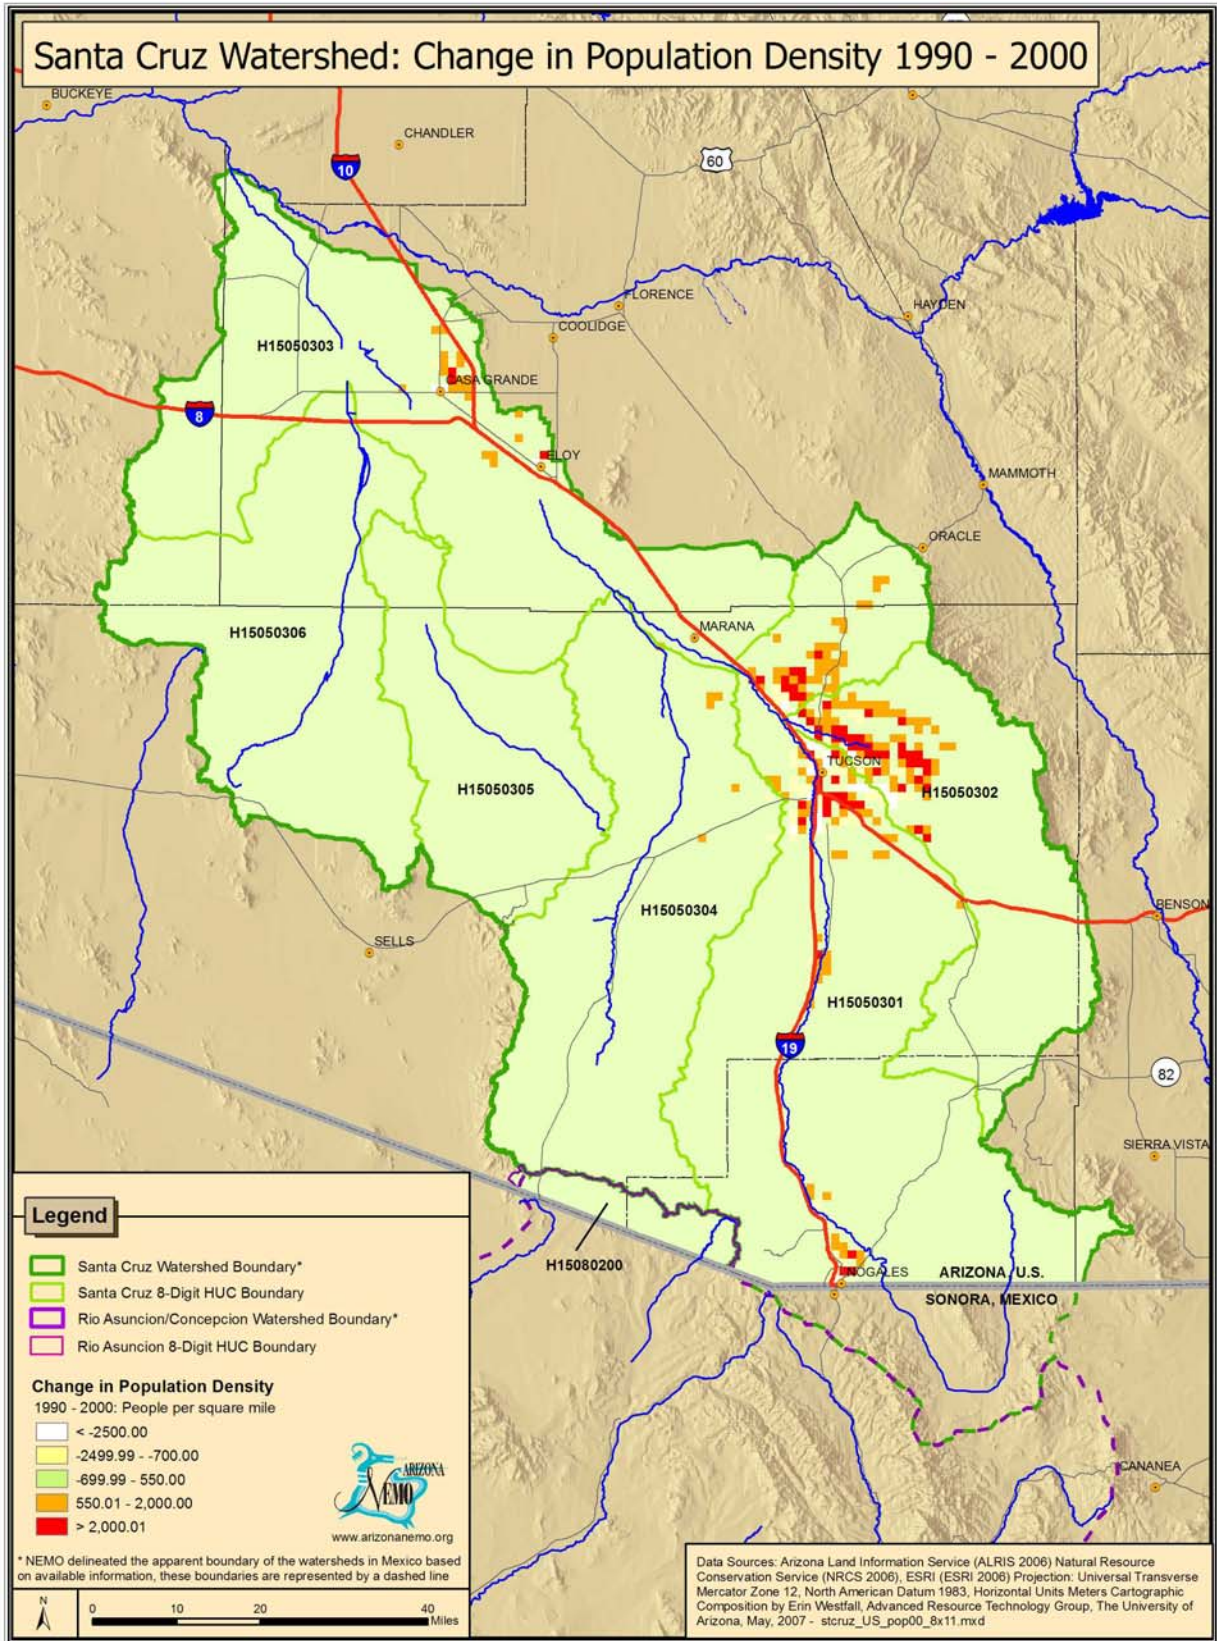 Santa Cruz Watershed: Change in Population Density 1990 - 2000
BUCKEYE
CHANDLER
10
60
FLORENCE
HAYDEN
COOLIDGE
H15050303
CASA GRANDE
8
ELOY
MAMMOTH
ORACLE
MARANA
H15050306
TUCSON
H15050305
H15050302
H15050304
BENSON
SELLS
H15050301
19
82
SIERRA VISTA
H15080200
NOGALES
ARIZONA, U.S.
SONORA, MEXICO
CANANEA
Legend
Santa Cruz Watershed Boundary*
Santa Cruz 8-Digit HUC Boundary
Rio Asuncion/Concepcion Watershed Boundary*
Rio Asuncion 8-Digit HUC Boundary
Change in Population Density
1990 - 2000: People per square mile
< -2500.00
-2499.99 - -700.00
-699.99 - 550.00
550.01 - 2,000.00
> 2,000.01
ARIZONA
NEMO
www.arizonanemo.org
* NEMO delineated the apparent boundary of the watersheds in Mexico based
on available information, these boundaries are represented by a dashed line
N
0 10 20 40
Miles
Data Sources: Arizona Land Information Service (ALRIS 2006) Natural Resource
Conservation Service (NRCS 2006), ESRI (ESRI 2006) Projection: Universal Transverse
Mercator Zone 12, North American Datum 1983, Horizontal Units Meters Cartographic
Composition by Erin Westfall, Advanced Resource Technology Group, The University of
Arizona, May, 2007 - stcruz_US_pop00_8x11.mxd